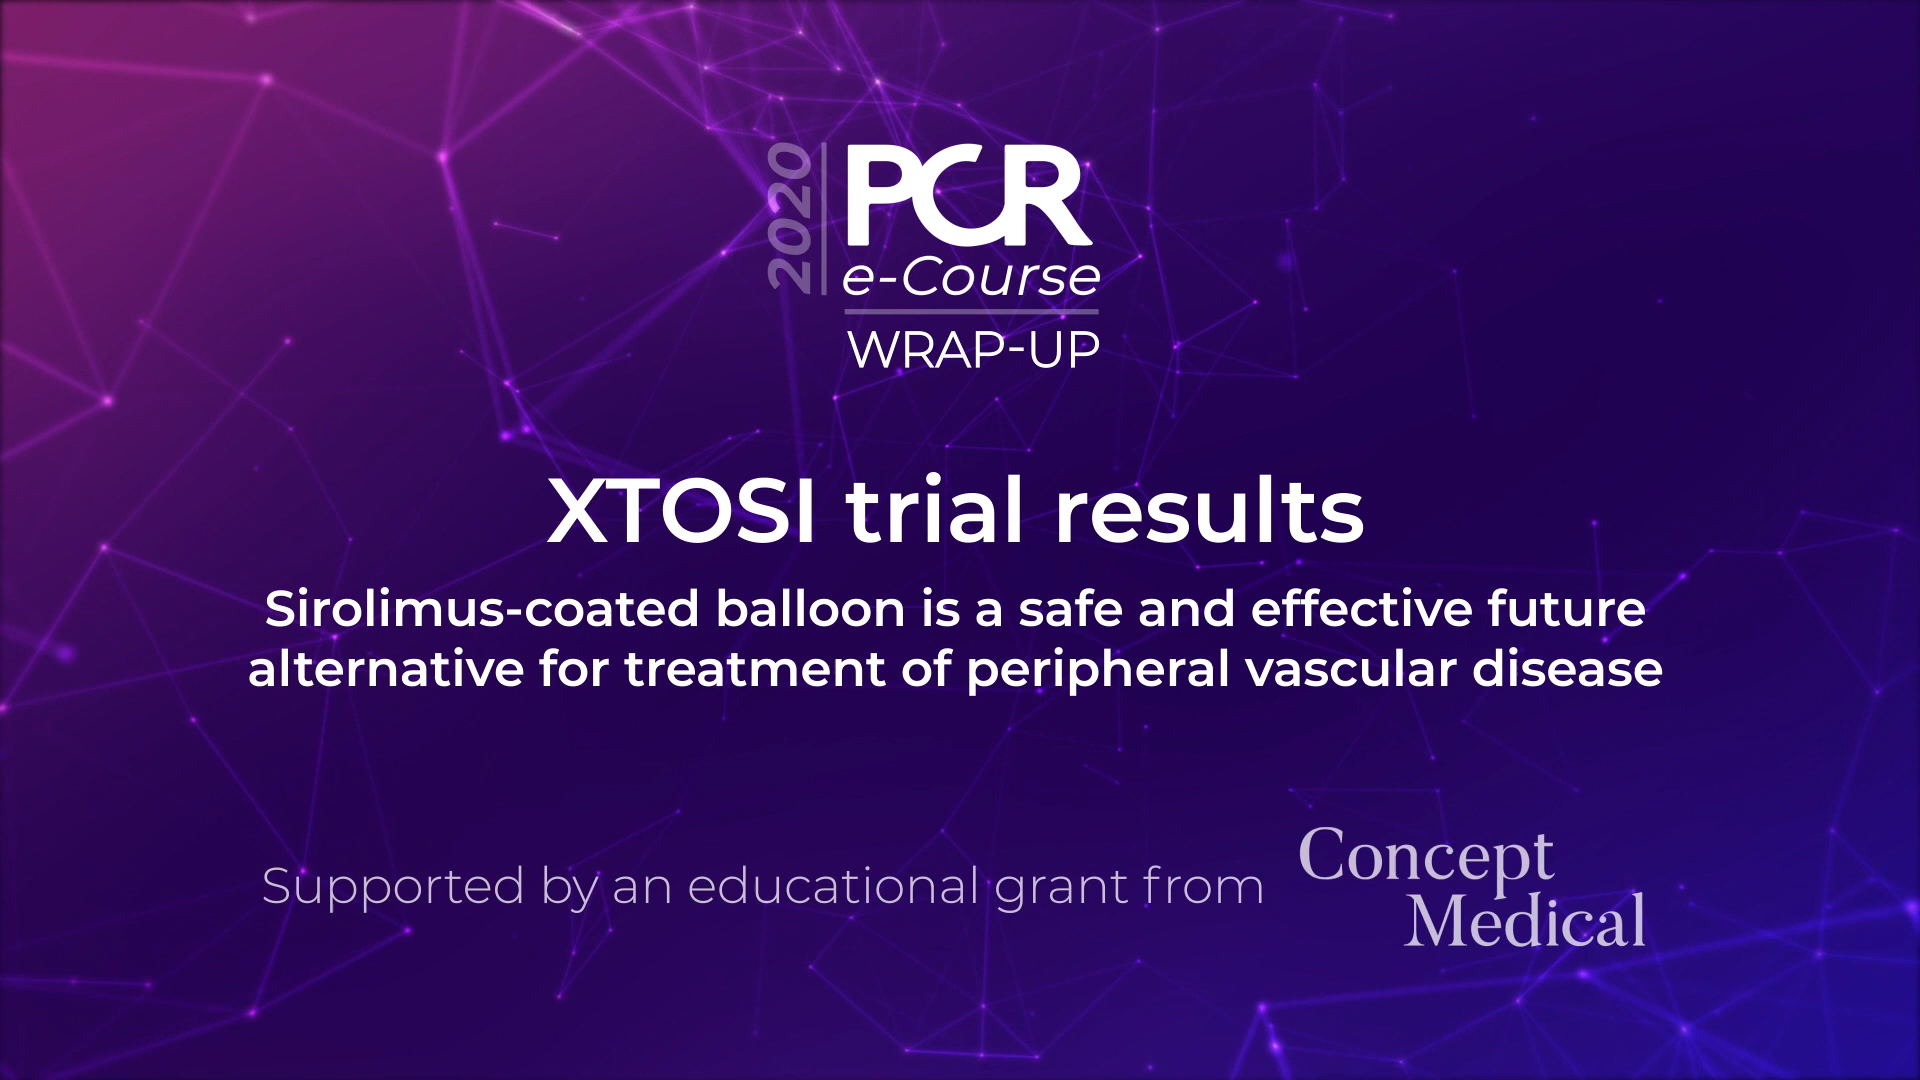 2020
PCR
e-Course
WRAP-UP
XTOSI trial results
Sirolimus-coated balloon is a safe and effective future
alternative for treatment of peripheral vascular disease
Supported by an educational grant from
Concept
Medical